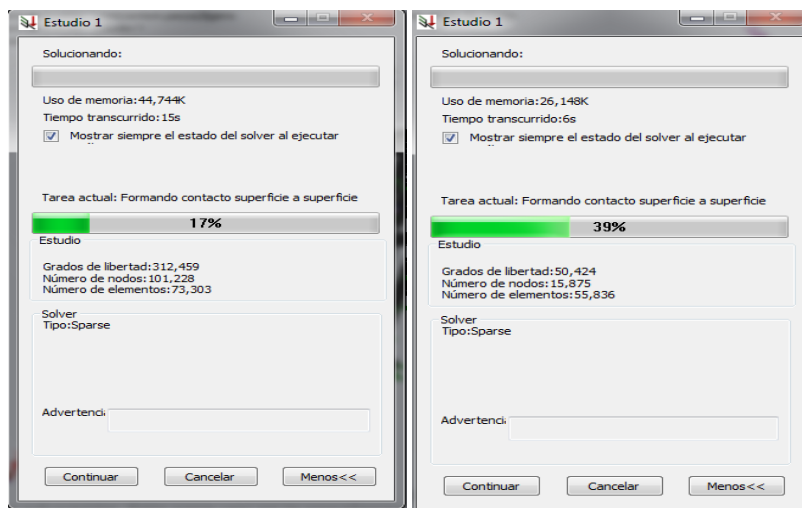 Estudio 1
Solucionando:
Uso de memoria:44,744K
Tiempo transcurrido:15s
Mostrar siempre el estado del solver al ejecutar
Tarea actual: Formando contacto superficie a superficie
17%
Estudio
Grados de libertad:312,459
Número de nodos:101,228
Número de elementos:73,303
Solver
Tipo:Sparse
Advertenci
Continuar
Cancelar
Menos<<
Estudio 1
Solucionando:
Uso de memoria:26,148K
Tiempo transcurrido:6s
Mostrar siempre el estado del solver al ejecutar
Tarea actual: Formando contacto superficie a superficie
39%
Estudio
Grados de libertad:50,424
Número de nodos:15,875
Número de elementos:55,836
Solver
Tipo:Sparse
Advertenci
Continuar
Cancelar
Menos<<